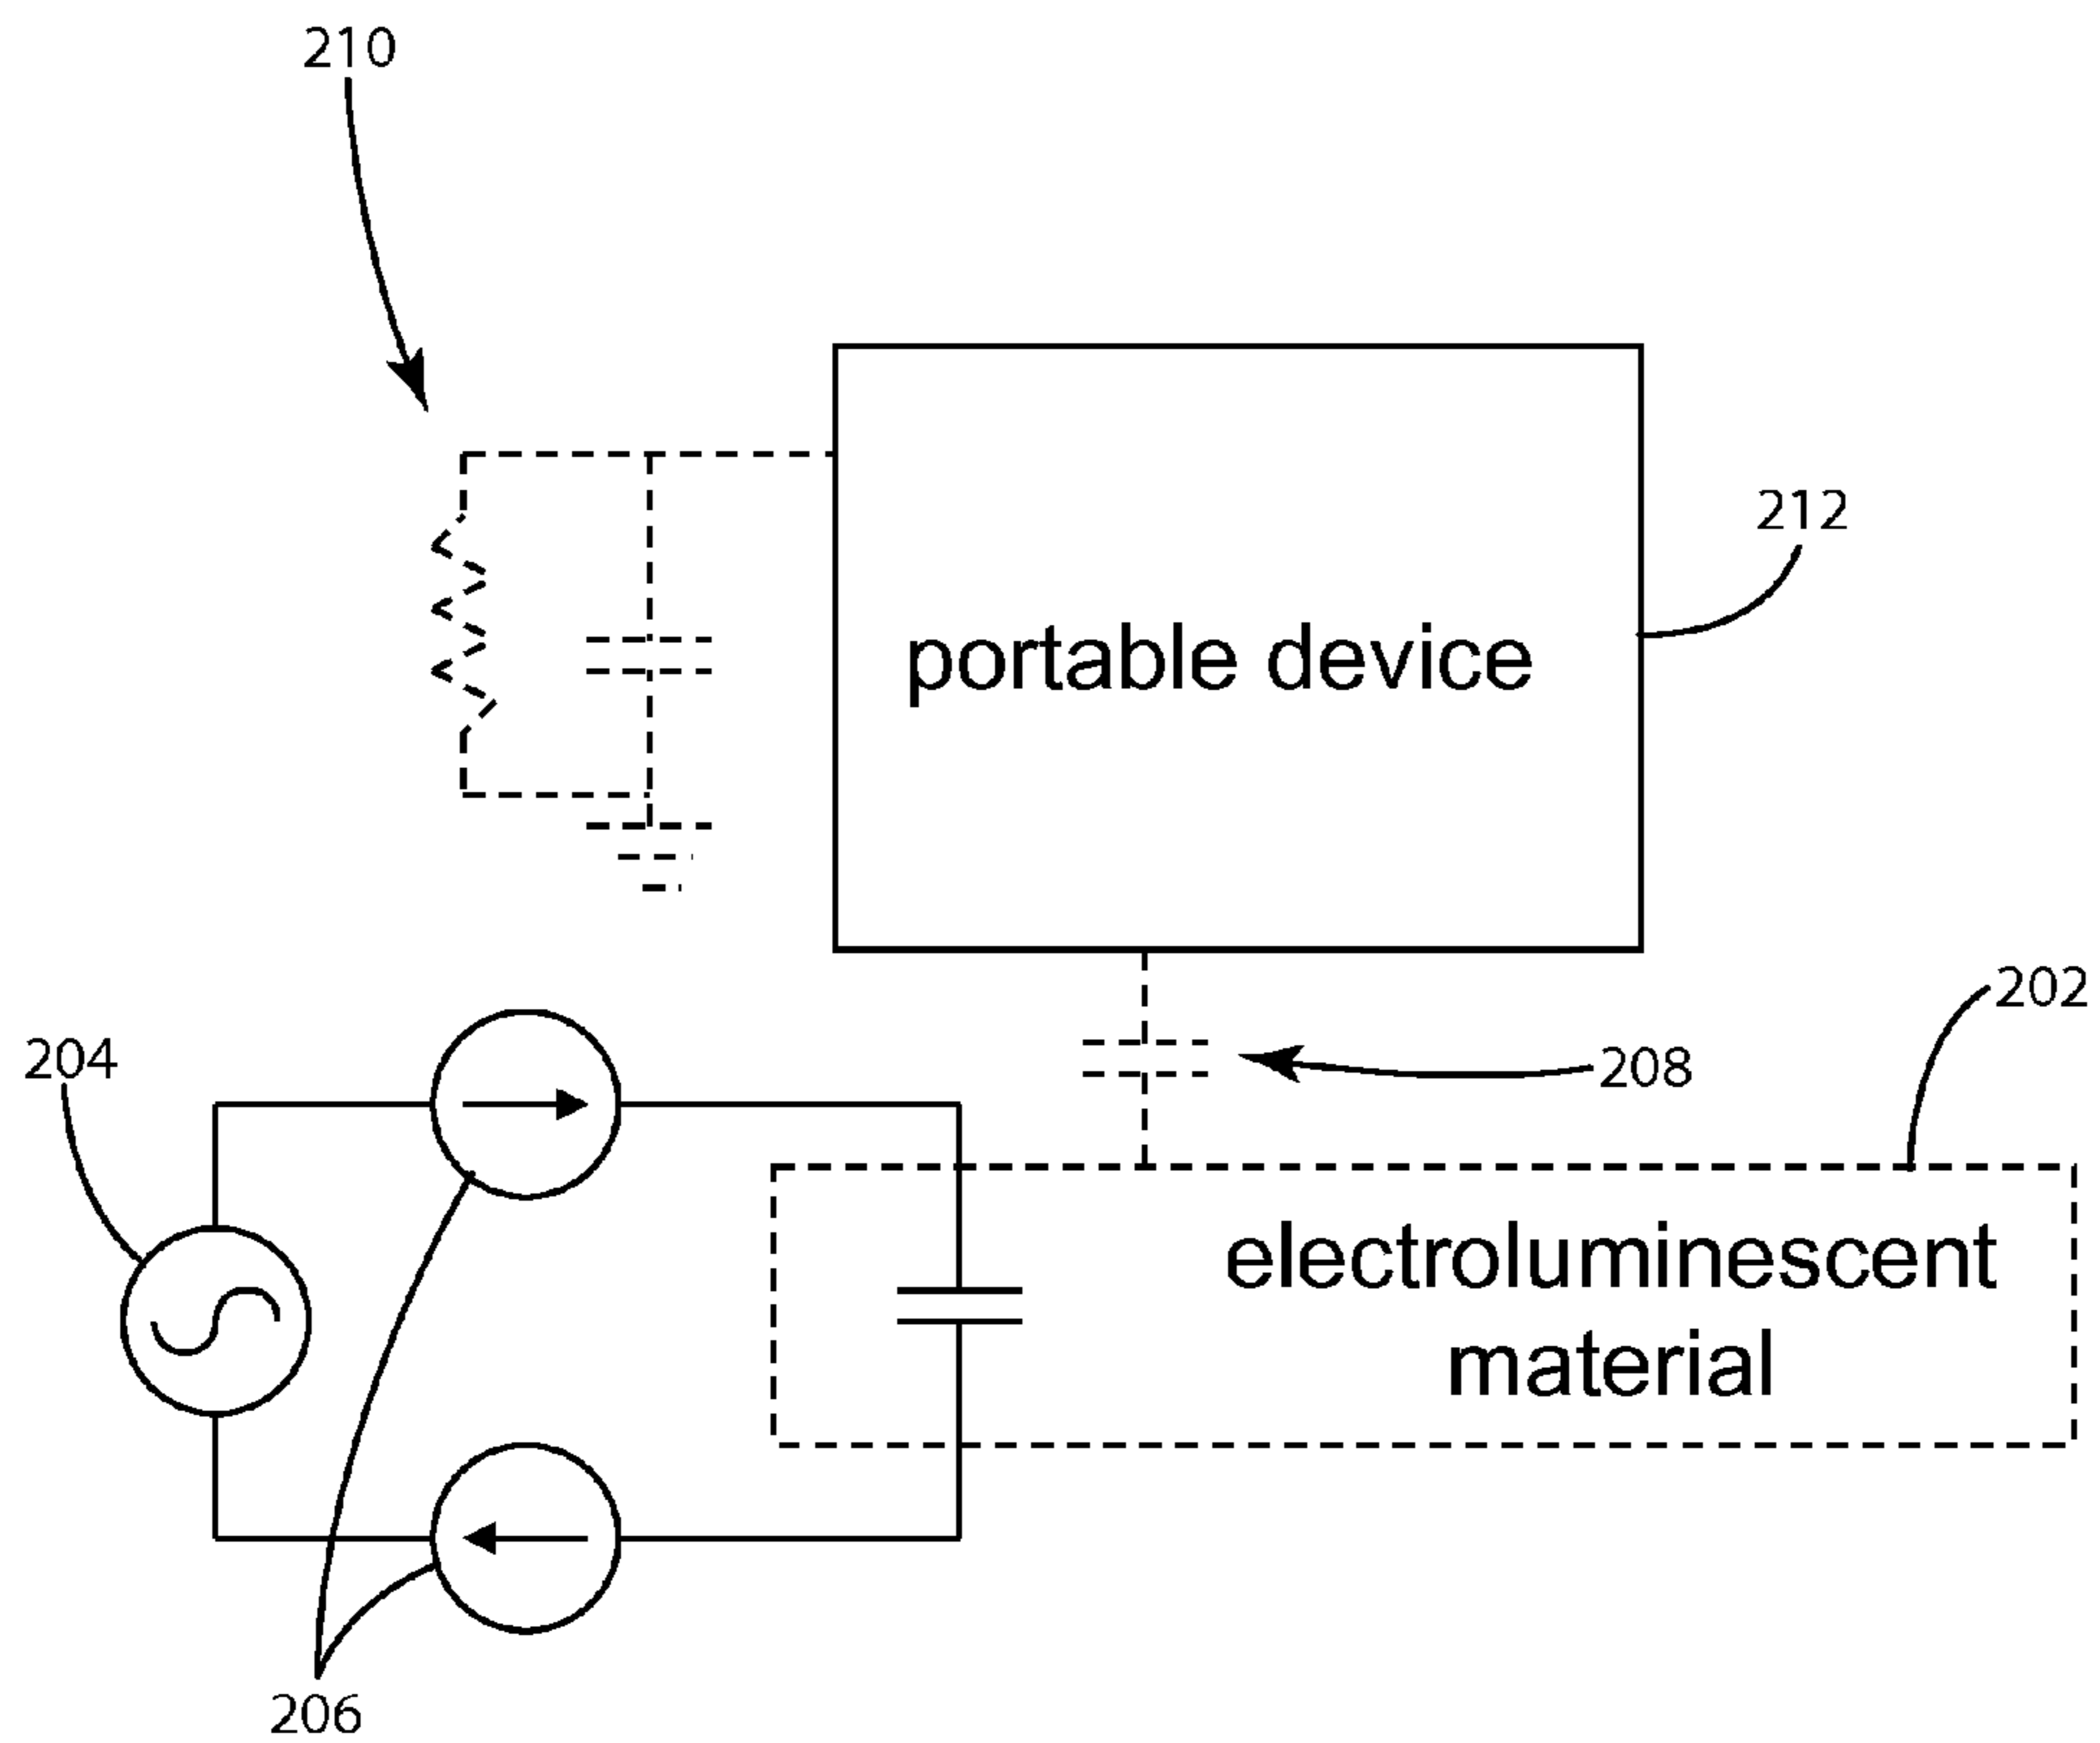 210
212
portable device
202
204
208
electroluminescent
material
206